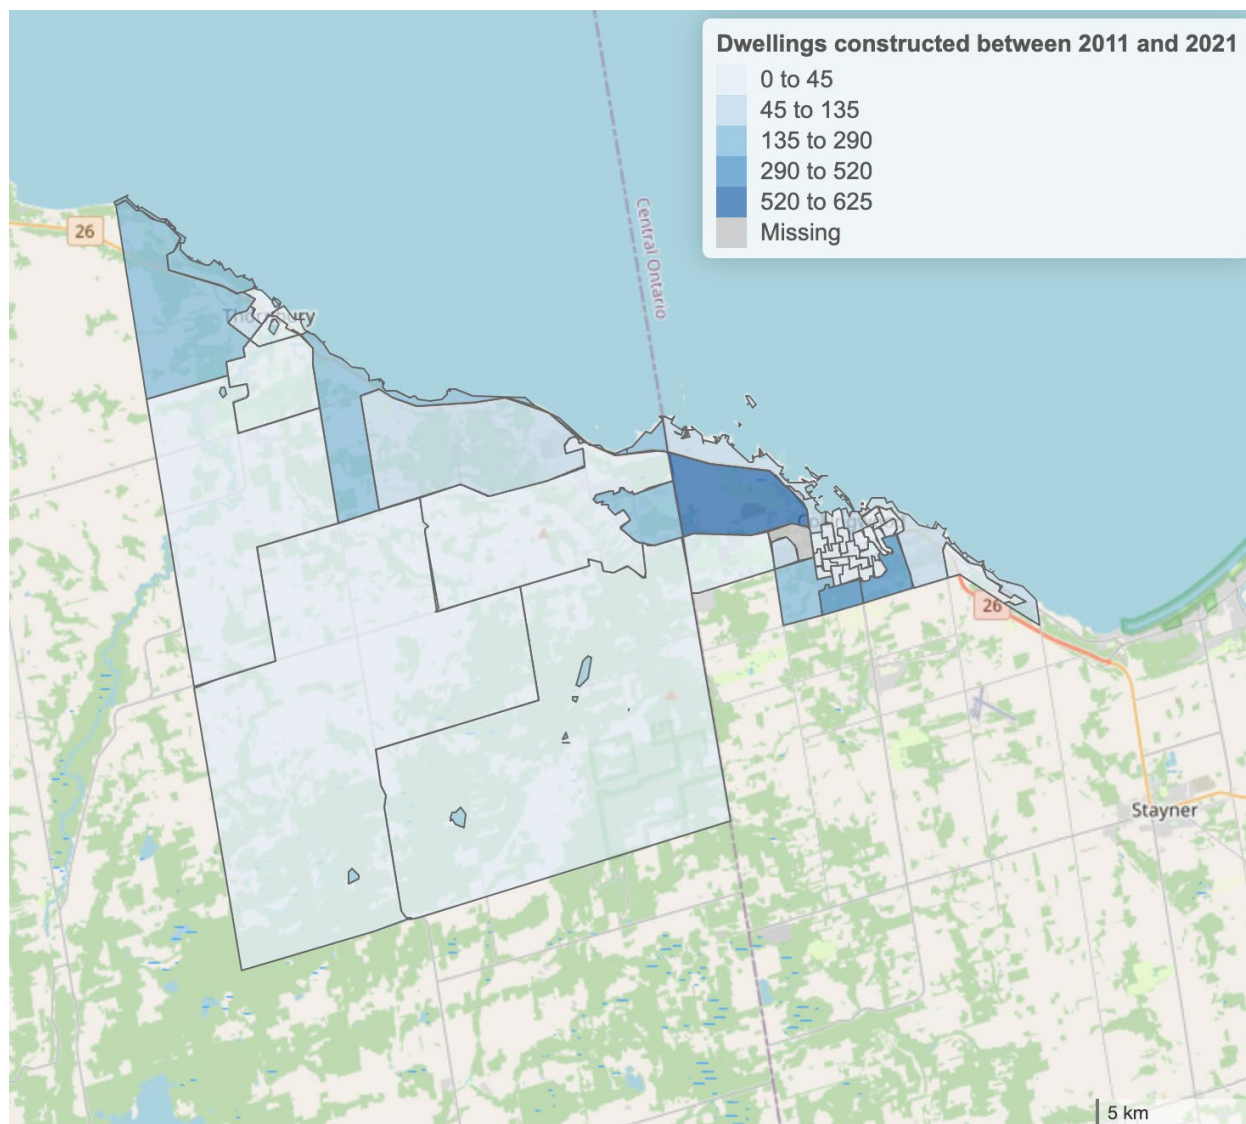 Dwellings constructed between 2011 and 2021
0 to 45
45 to 135
135 to 290
290 to 520
520 to 625
Missing
Central Ontario
26
Thornbury
26
Stayner
5 km